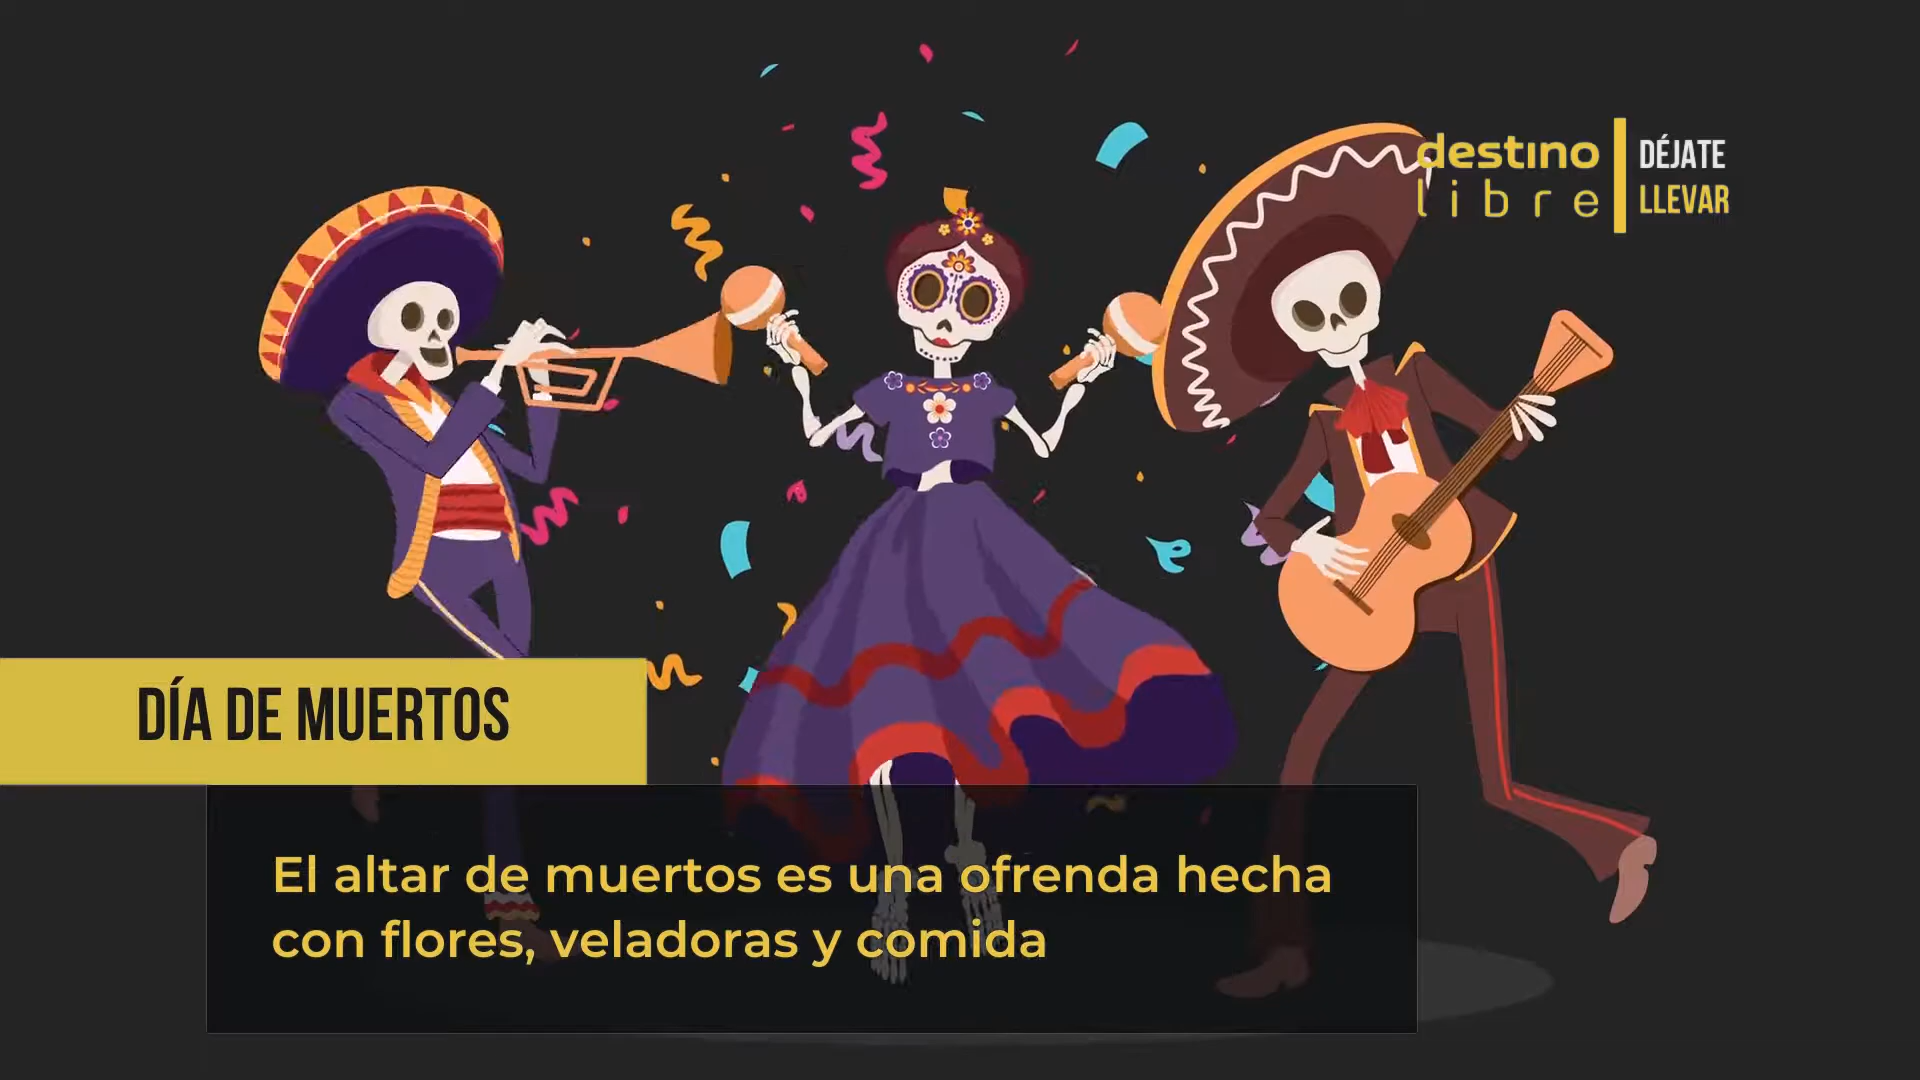 destino
libre
DÉJATE
LLEVAR
DÍA DE MUERTOS
El altar de muertos es una ofrenda hecha
con flores, veladoras y comida